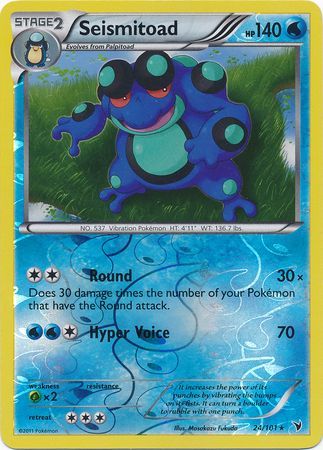 STAGE2
Seismitoad
HP140
Evolves from Palpitoad
NO. 537 Vibration Pokémon HT: 4'11" WT: 136.7 lbs.
Round 30×
Does 30 damage times the number of your Pokémon
that have the Round attack.
Hyper Voice 70
weakness resistance
×2
retreat
It increases the power of its
punches by vibrating the bumps
on its fists. It can turn a boulder
to rubble with one punch.
©2011 Pokémon
Illus. Masakazu Fukuda
24/101 ★